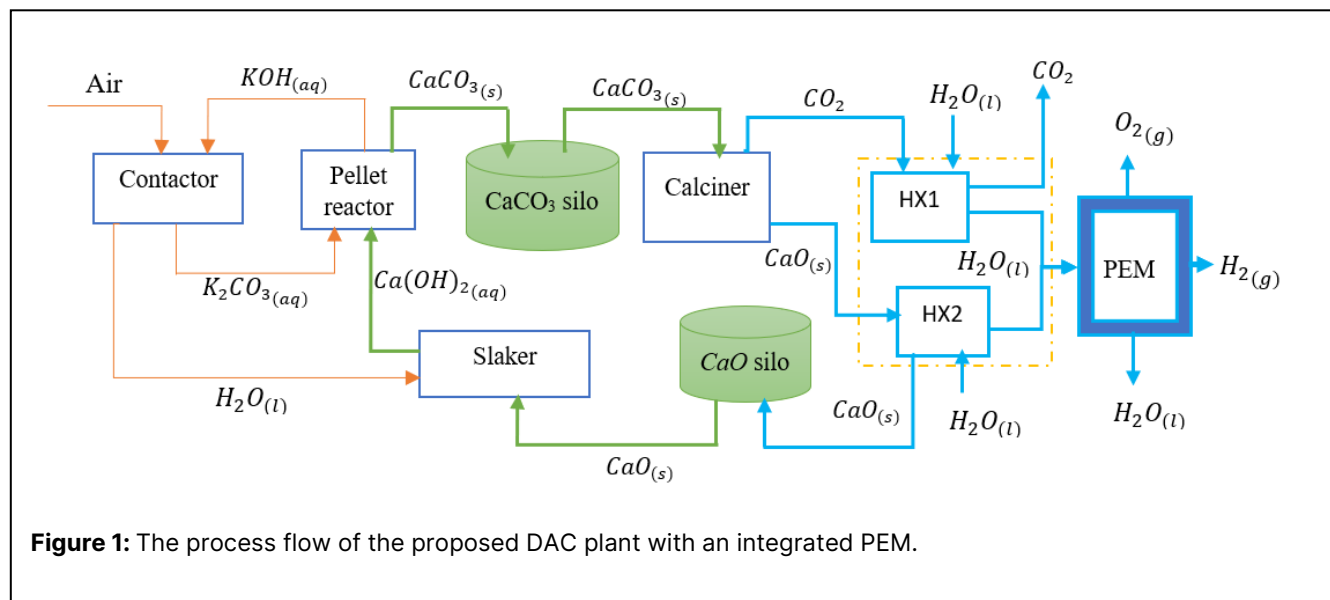 Air
KOH₍aq₎
CaCO₃₍s₎
CaCO₃₍s₎
CO₂
H₂O₍l₎
CO₂
O₂₍g₎
Contactor
Pellet
reactor
CaCO₃ silo
Calciner
HX1
K₂CO₃₍aq₎
Ca(OH)₂₍aq₎
CaO₍s₎
H₂O₍l₎
PEM
H₂₍g₎
HX2
Slaker
CaO silo
H₂O₍l₎
CaO₍s₎
CaO₍s₎
H₂O₍l₎
H₂O₍l₎
Figure 1: The process flow of the proposed DAC plant with an integrated PEM.